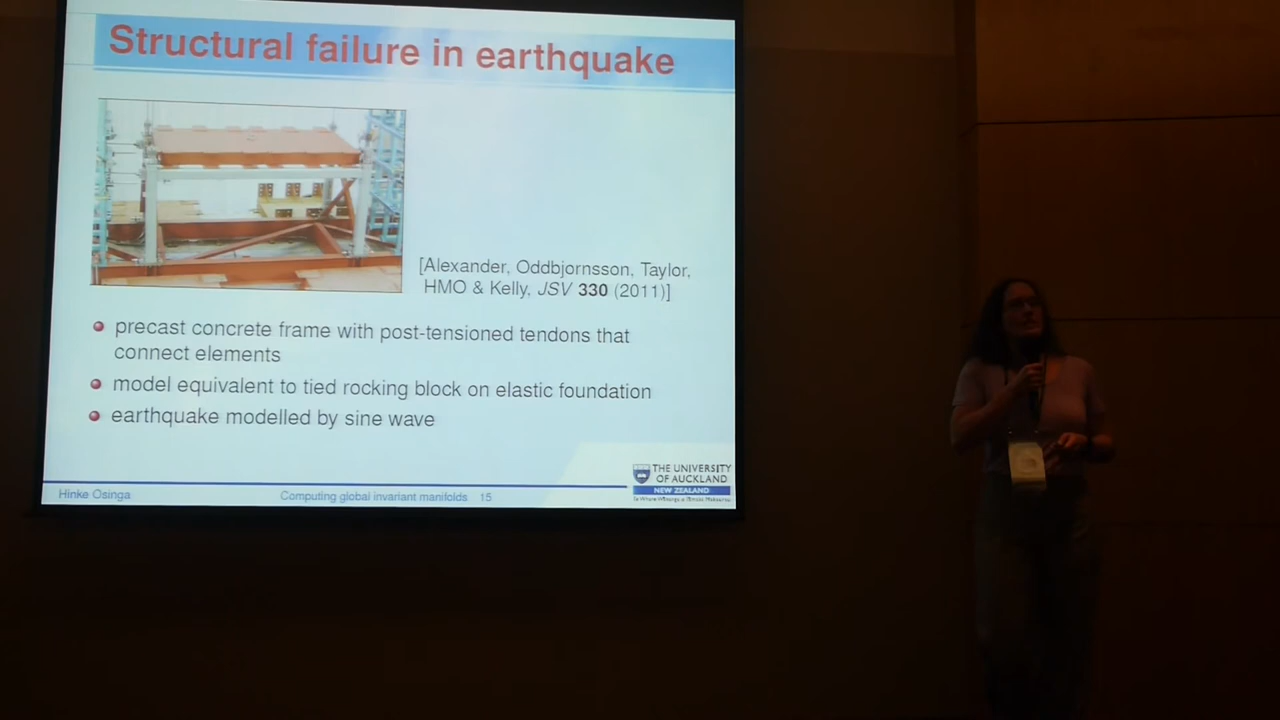 Structural failure in earthquake
[Alexander, Oddbjornsson, Taylor,
HMO & Kelly, JSV 330 (2011)]
precast concrete frame with post-tensioned tendons that
connect elements
model equivalent to tied rocking block on elastic foundation
earthquake modelled by sine wave
THE UNIVERSITY
OF AUCKLAND
NEW ZEALAND
Hinke Osinga
Computing global invariant manifolds 15